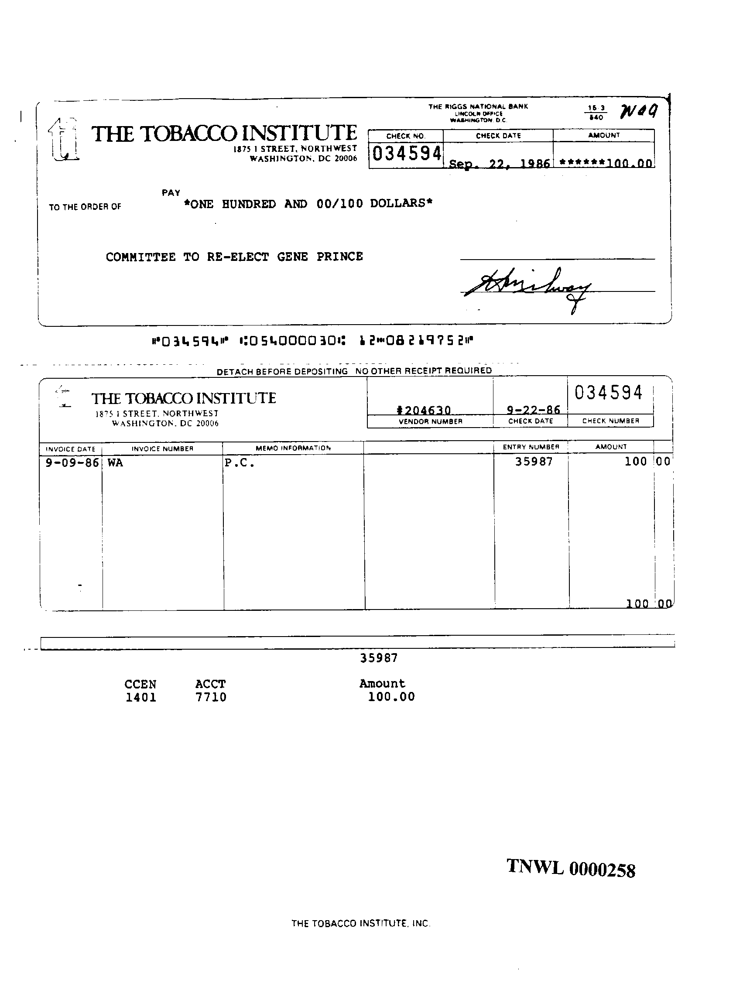 THE RIGGS NATIONAL BANK
LINCOLN OFFICE
WASHINGTON D.C
15 3
540
ti THE TOBACCO INSTITUTE
1875 I STREET, NORTHWEST
WASHINGTON, DC 20006
CHECK NO. CHECK DATE AMOUNT
034594 Sep. 22, 1986 ******100.00
PAY
TO THE ORDER OF *ONE HUNDRED AND 00/100 DOLLARS*
COMMITTEE TO RE-ELECT GENE PRINCE
⑈034594⑈ ⑆054000030⑆ 12⑉08219752⑈
DETACH BEFORE DEPOSITING NO OTHER RECEIPT REQUIRED
THE TOBACCO INSTITUTE
1875 I STREET, NORTHWEST
WASHINGTON, DC 20006
#204630 9-22-86 034594
VENDOR NUMBER CHECK DATE CHECK NUMBER
INVOICE DATE INVOICE NUMBER MEMO INFORMATION ENTRY NUMBER AMOUNT
9-09-86 WA P.C. 35987 100 00
100 00
35987
CCEN ACCT Amount
1401 7710 100.00
TNWL 0000258
THE TOBACCO INSTITUTE, INC.